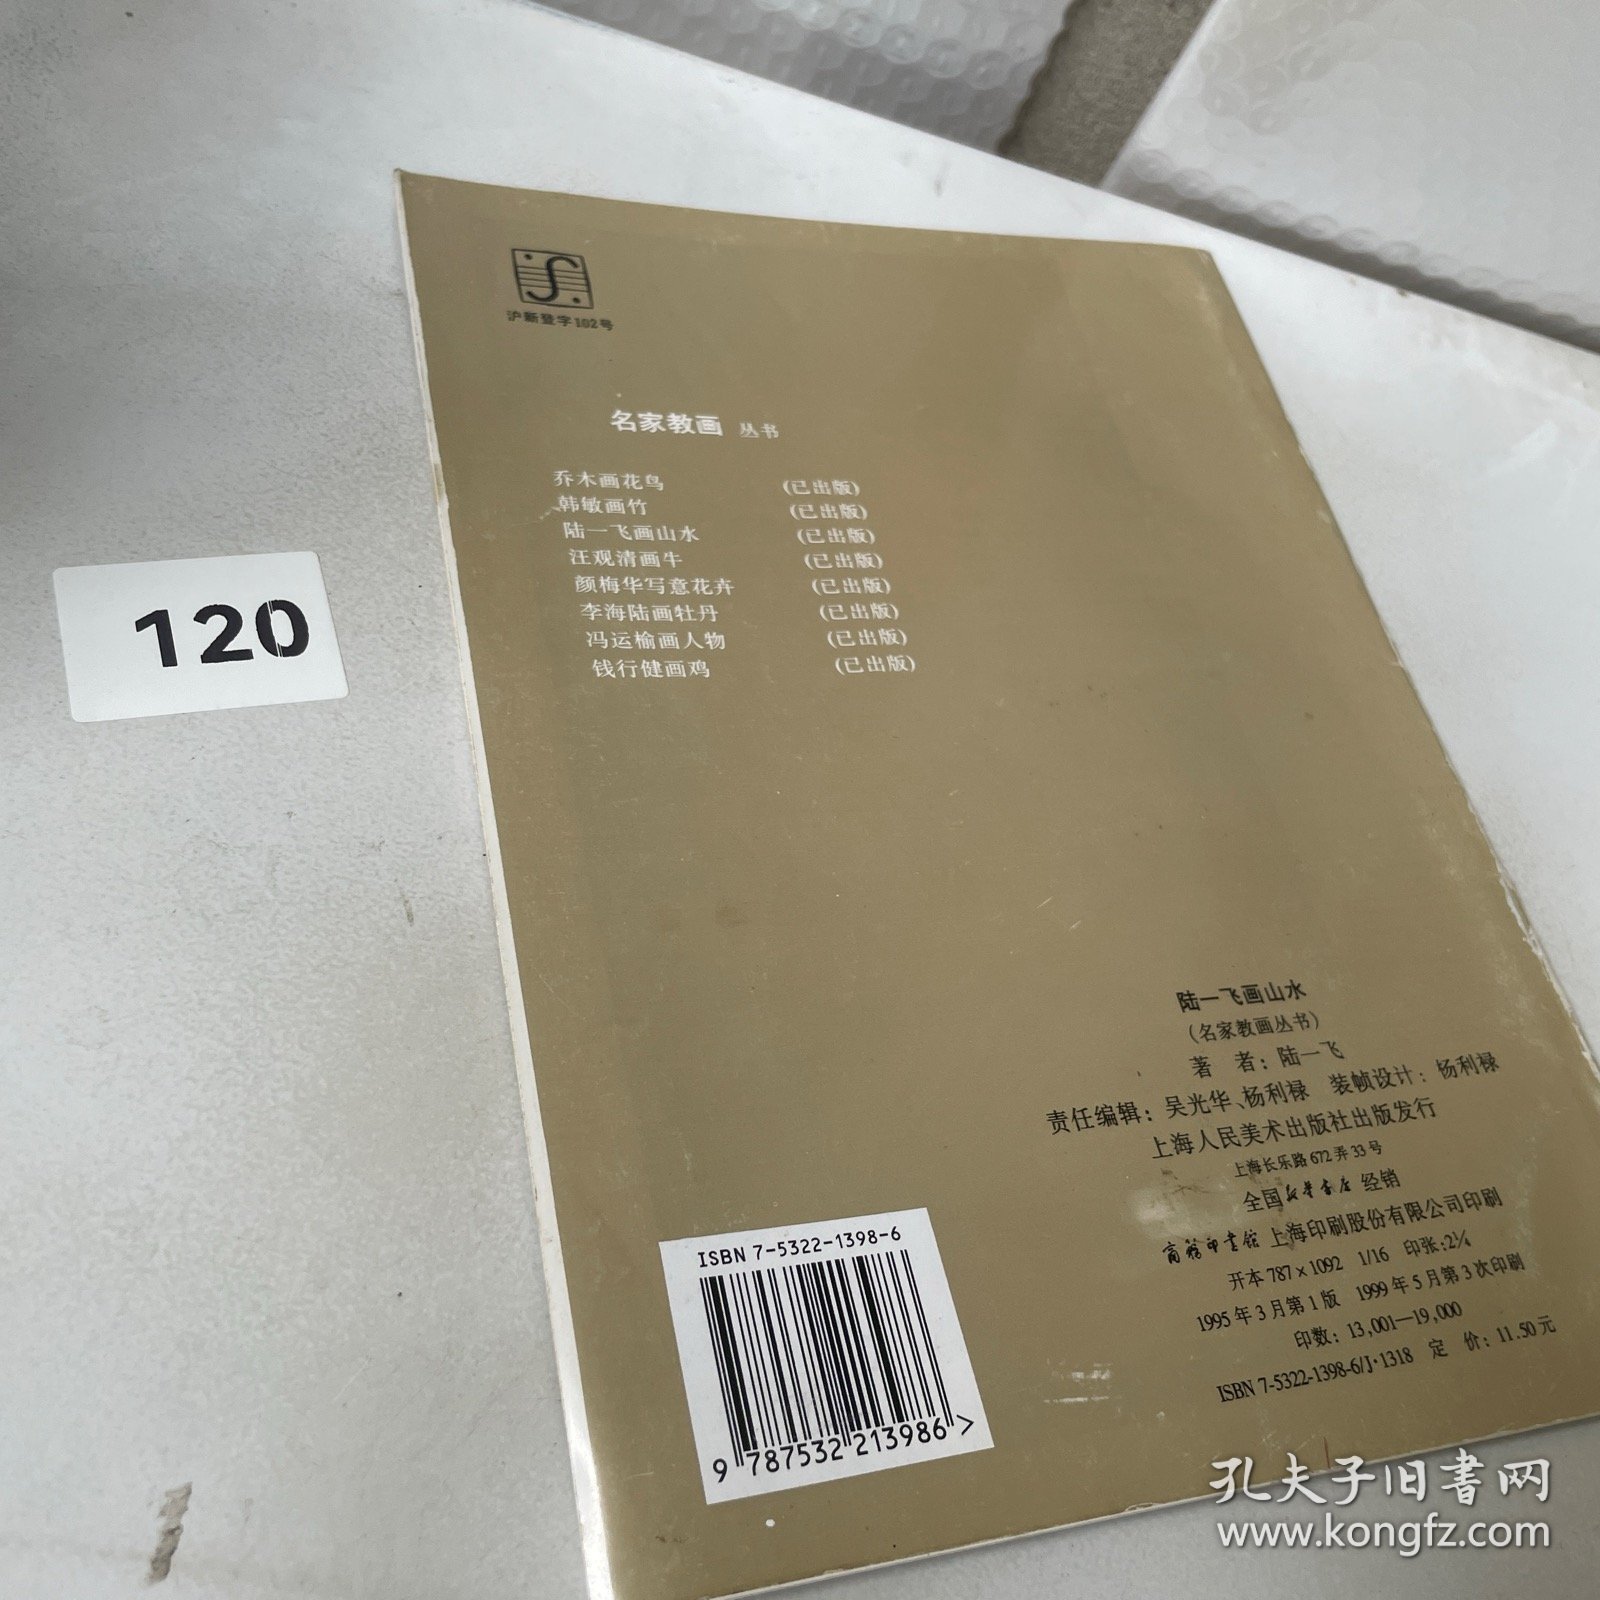 沪新登字102号
名家教画 丛书
乔木画花鸟 (已出版)
韩敏画竹 (已出版)
陆一飞画山水 (已出版)
汪观清画牛 (已出版)
颜梅华写意花卉 (已出版)
李海陆画牡丹 (已出版)
冯运榆画人物 (已出版)
钱行健画鸡 (已出版)
120
陆一飞画山水
(名家教画丛书)
著 者: 陆一飞
责任编辑: 吴光华、杨利禄 装帧设计: 杨利禄
上海人民美术出版社出版发行
上海长乐路672弄33号
全国新华书店 经销
商务印书馆 上海印刷股份有限公司印刷
开本 787×1092 1/16 印张:2¼
1995年3月第1版 1999年5月第3次印刷
印数: 13,001—19,000
ISBN 7-5322-1398-6/J·1318 定 价: 11.50元
ISBN 7-5322-1398-6
9 787532 213986 >
孔夫子旧书网
www.kongfz.com